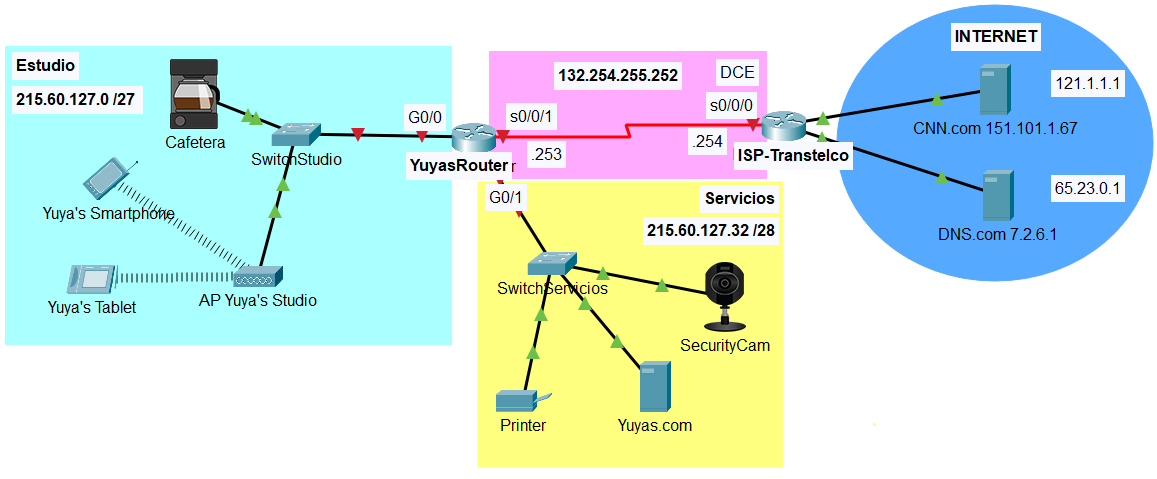 Estudio
215.60.127.0 /27
Cafetera
SwitchStudio
Yuya's Smartphone
Yuya's Tablet
AP Yuya's Studio
G0/0
YuyasRouter
s0/0/1
.253
132.254.255.252
DCE
s0/0/0
.254
ISP-Transtelco
G0/1
Servicios
215.60.127.32 /28
SwitchServicios
SecurityCam
Printer
Yuyas.com
INTERNET
121.1.1.1
CNN.com 151.101.1.67
65.23.0.1
DNS.com 7.2.6.1